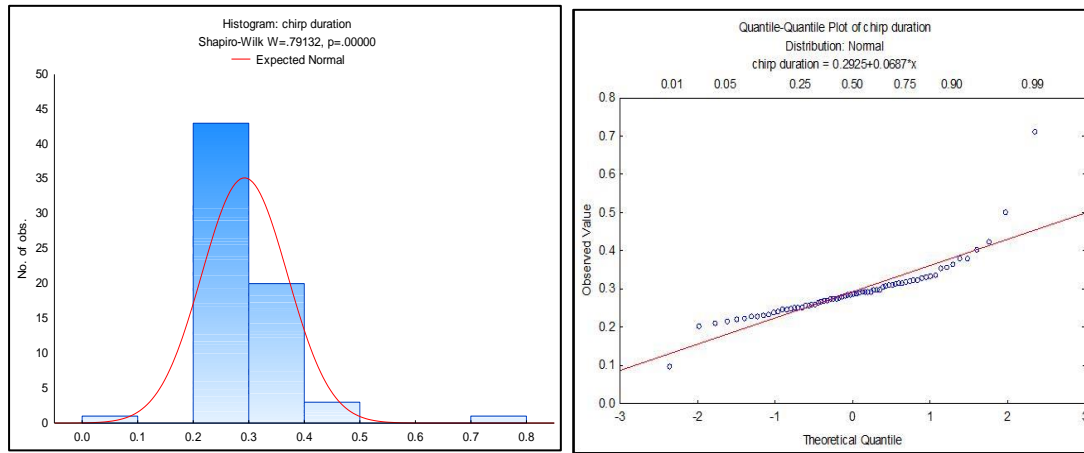 Histogram: chirp duration
Shapiro-Wilk W=.79132, p=.00000
Expected Normal
50
45
40
35
30
25
20
15
10
5
0
No. of obs.
0.0 0.1 0.2 0.3 0.4 0.5 0.6 0.7 0.8
Quantile-Quantile Plot of chirp duration
Distribution: Normal
chirp duration = 0.2925+0.0687*x
0.01 0.05 0.25 0.50 0.75 0.90 0.99
0.8
0.7
0.6
0.5
0.4
0.3
0.2
0.1
0.0
Observed Value
-3 -2 -1 0 1 2 3
Theoretical Quantile